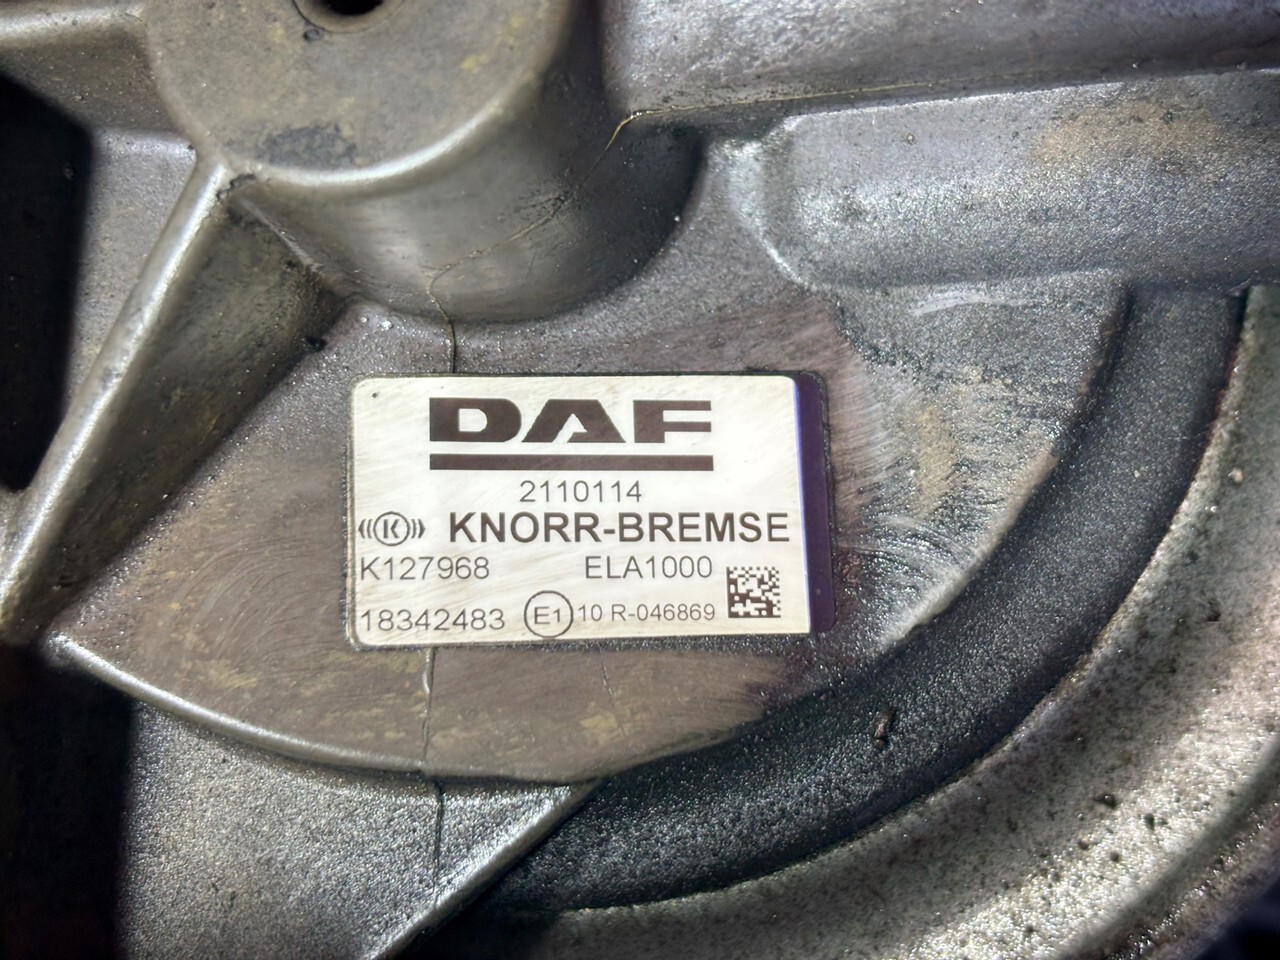 DAF
2110114
K KNORR-BREMSE
K127968 ELA1000
18342483 E1 10 R-046869